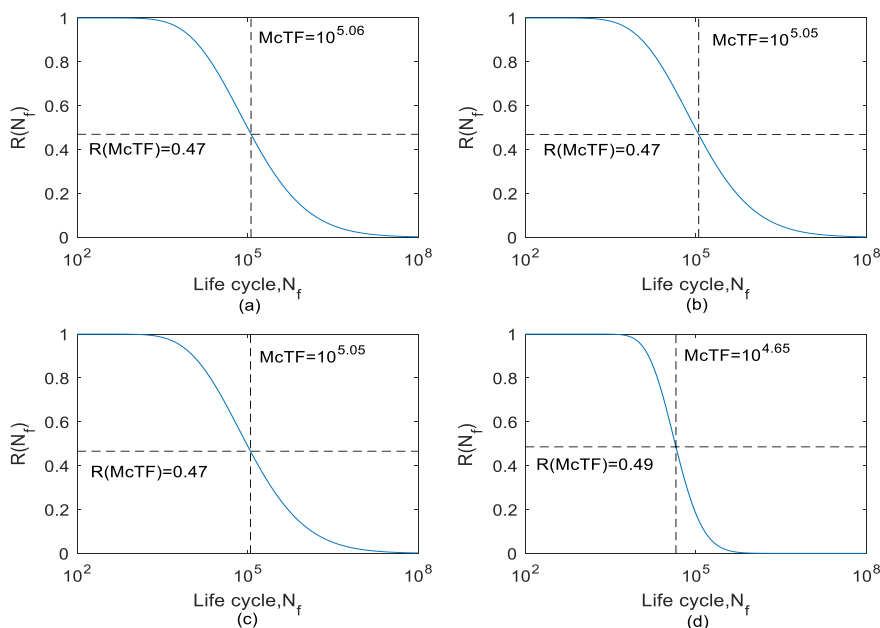 1
0.8
0.6
0.4
0.2
0
R(N_f)
McTF=10^5.06
R(McTF)=0.47
10^2
10^5
10^8
Life cycle,N_f
(a)
1
0.8
0.6
0.4
0.2
0
R(N_f)
McTF=10^5.05
R(McTF)=0.47
10^2
10^5
10^8
Life cycle,N_f
(b)
1
0.8
0.6
0.4
0.2
0
R(N_f)
McTF=10^5.05
R(McTF)=0.47
10^2
10^5
10^8
Life cycle,N_f
(c)
1
0.8
0.6
0.4
0.2
0
R(N_f)
McTF=10^4.65
R(McTF)=0.49
10^2
10^5
10^8
Life cycle,N_f
(d)